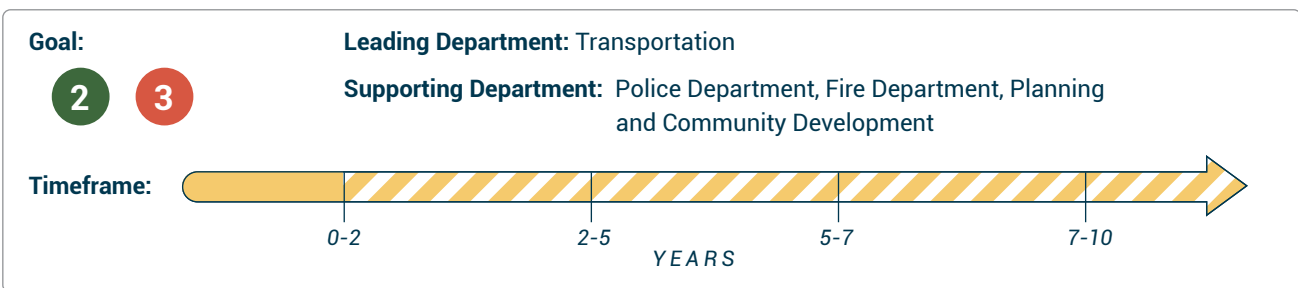 Goal:
Leading Department: Transportation
2 3
Supporting Department: Police Department, Fire Department, Planning
and Community Development
Timeframe:
0-2 2-5 5-7 7-10
YEARS